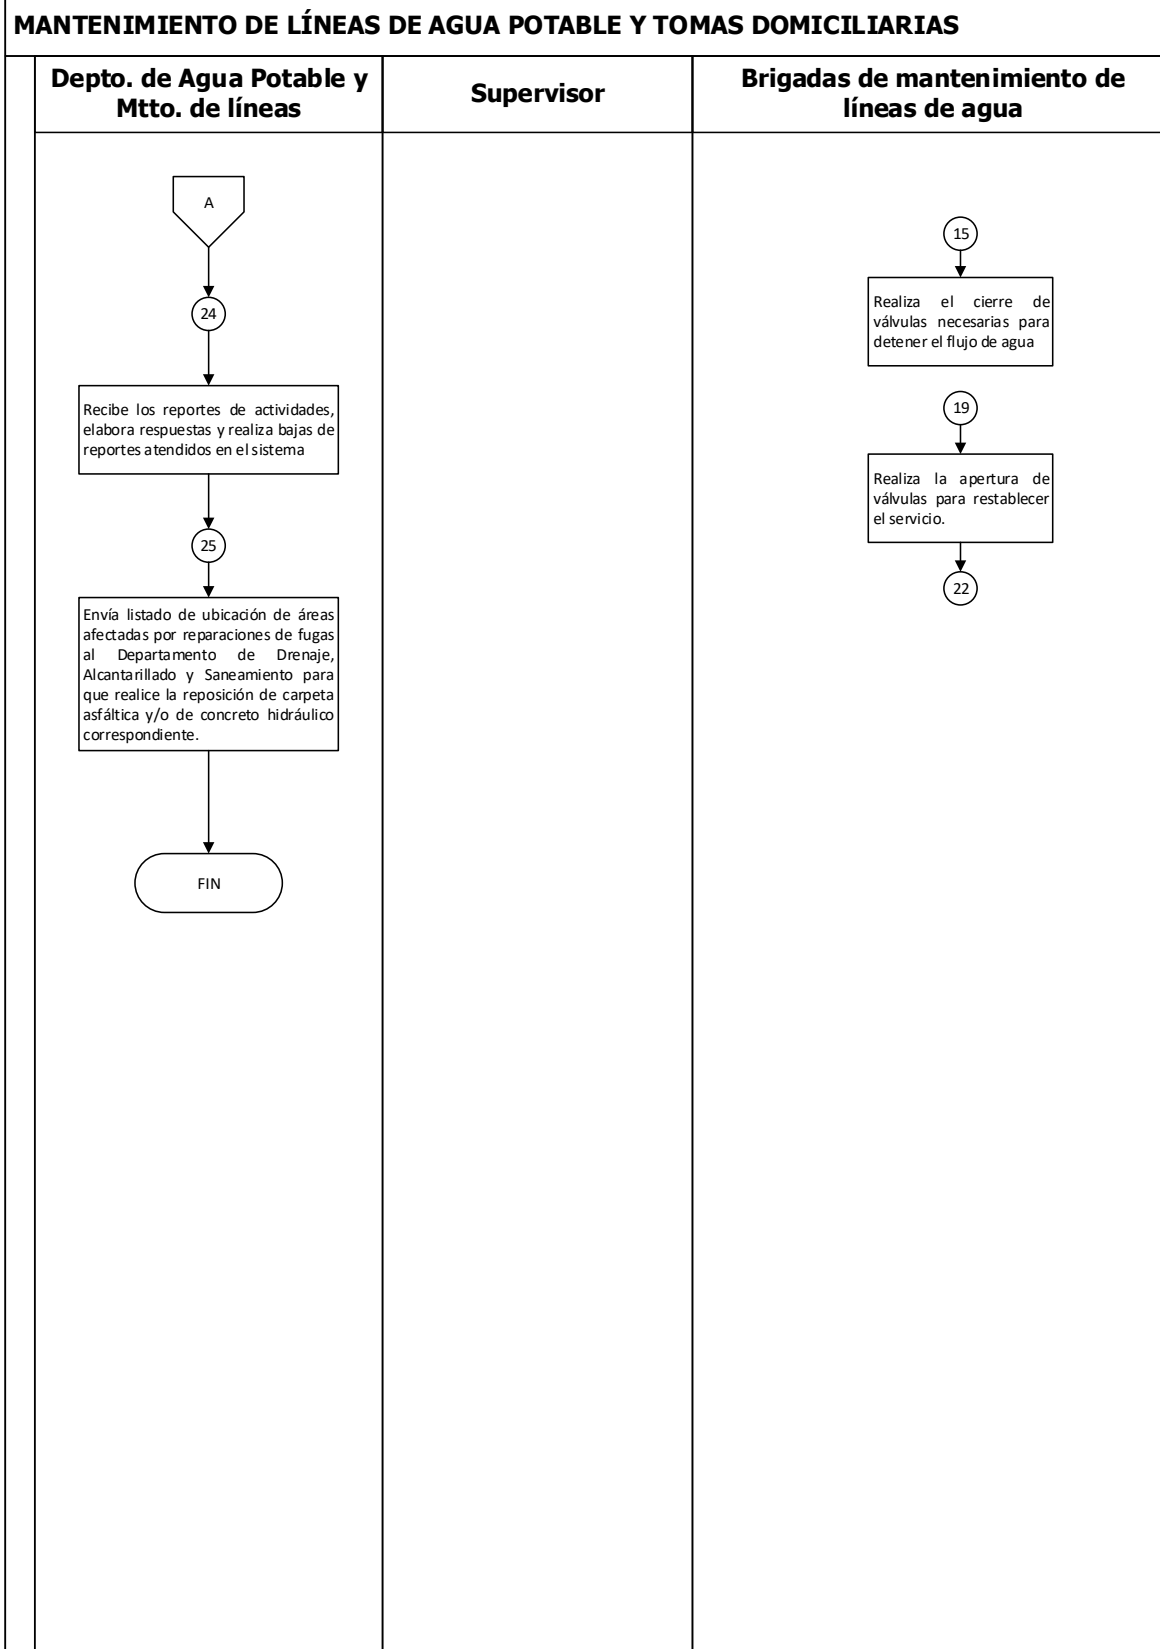 MANTENIMIENTO DE LÍNEAS DE AGUA POTABLE Y TOMAS DOMICILIARIAS
Depto. de Agua Potable y
Mtto. de líneas
Supervisor
Brigadas de mantenimiento de
líneas de agua
A
24
Recibe los reportes de actividades,
elabora respuestas y realiza bajas de
reportes atendidos en el sistema
25
Envía listado de ubicación de áreas
afectadas por reparaciones de fugas
al Departamento de Drenaje,
Alcantarillado y Saneamiento para
que realice la reposición de carpeta
asfáltica y/o de concreto hidráulico
correspondiente.
FIN
15
Realiza el cierre de
válvulas necesarias para
detener el flujo de agua
19
Realiza la apertura de
válvulas para restablecer
el servicio.
22